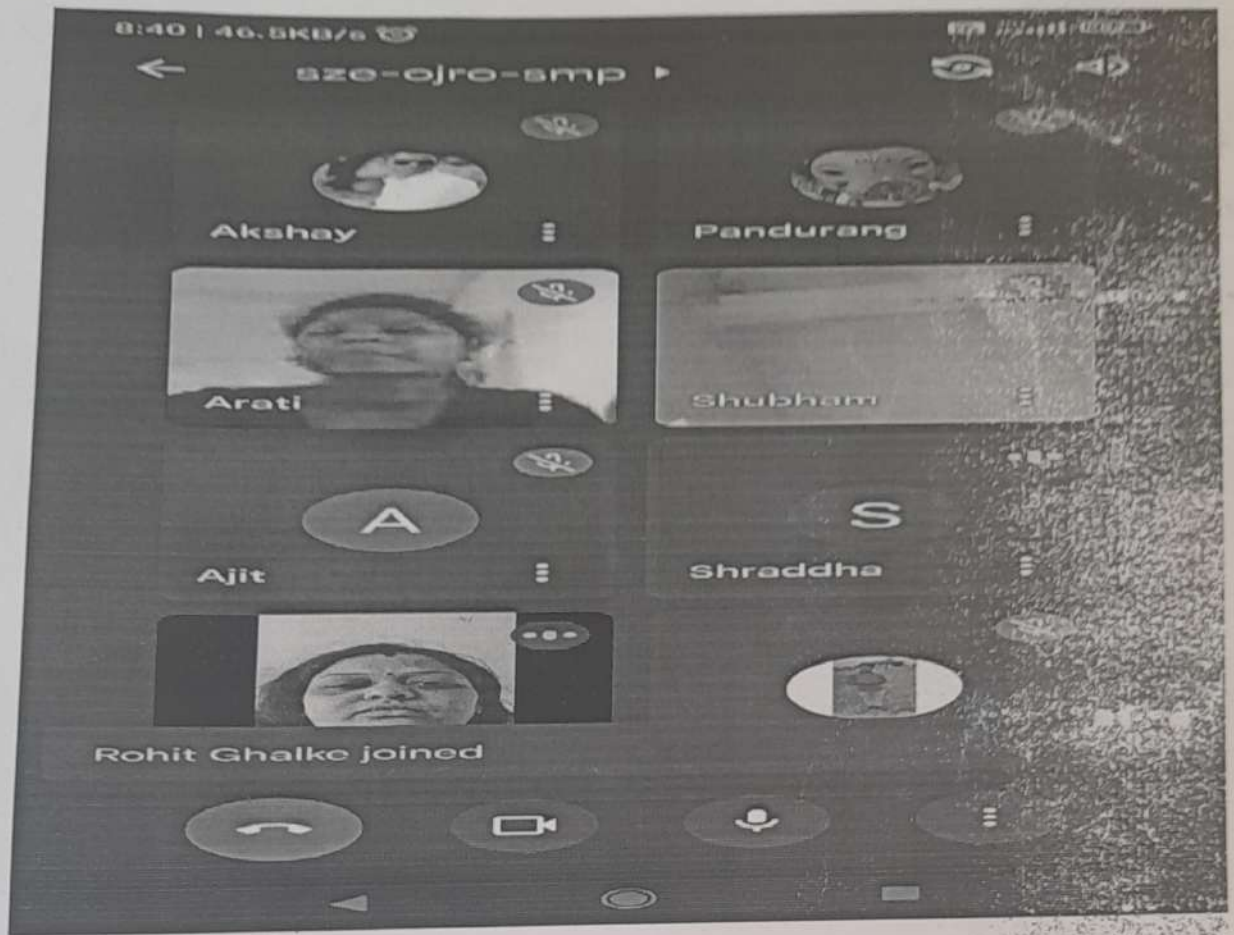 8:40 | 46.5KB/s
sze-ojro-smp
Akshay
Pandurang
Arati
Shubham
A
S
Ajit
Shraddha
Rohit Ghalke joined